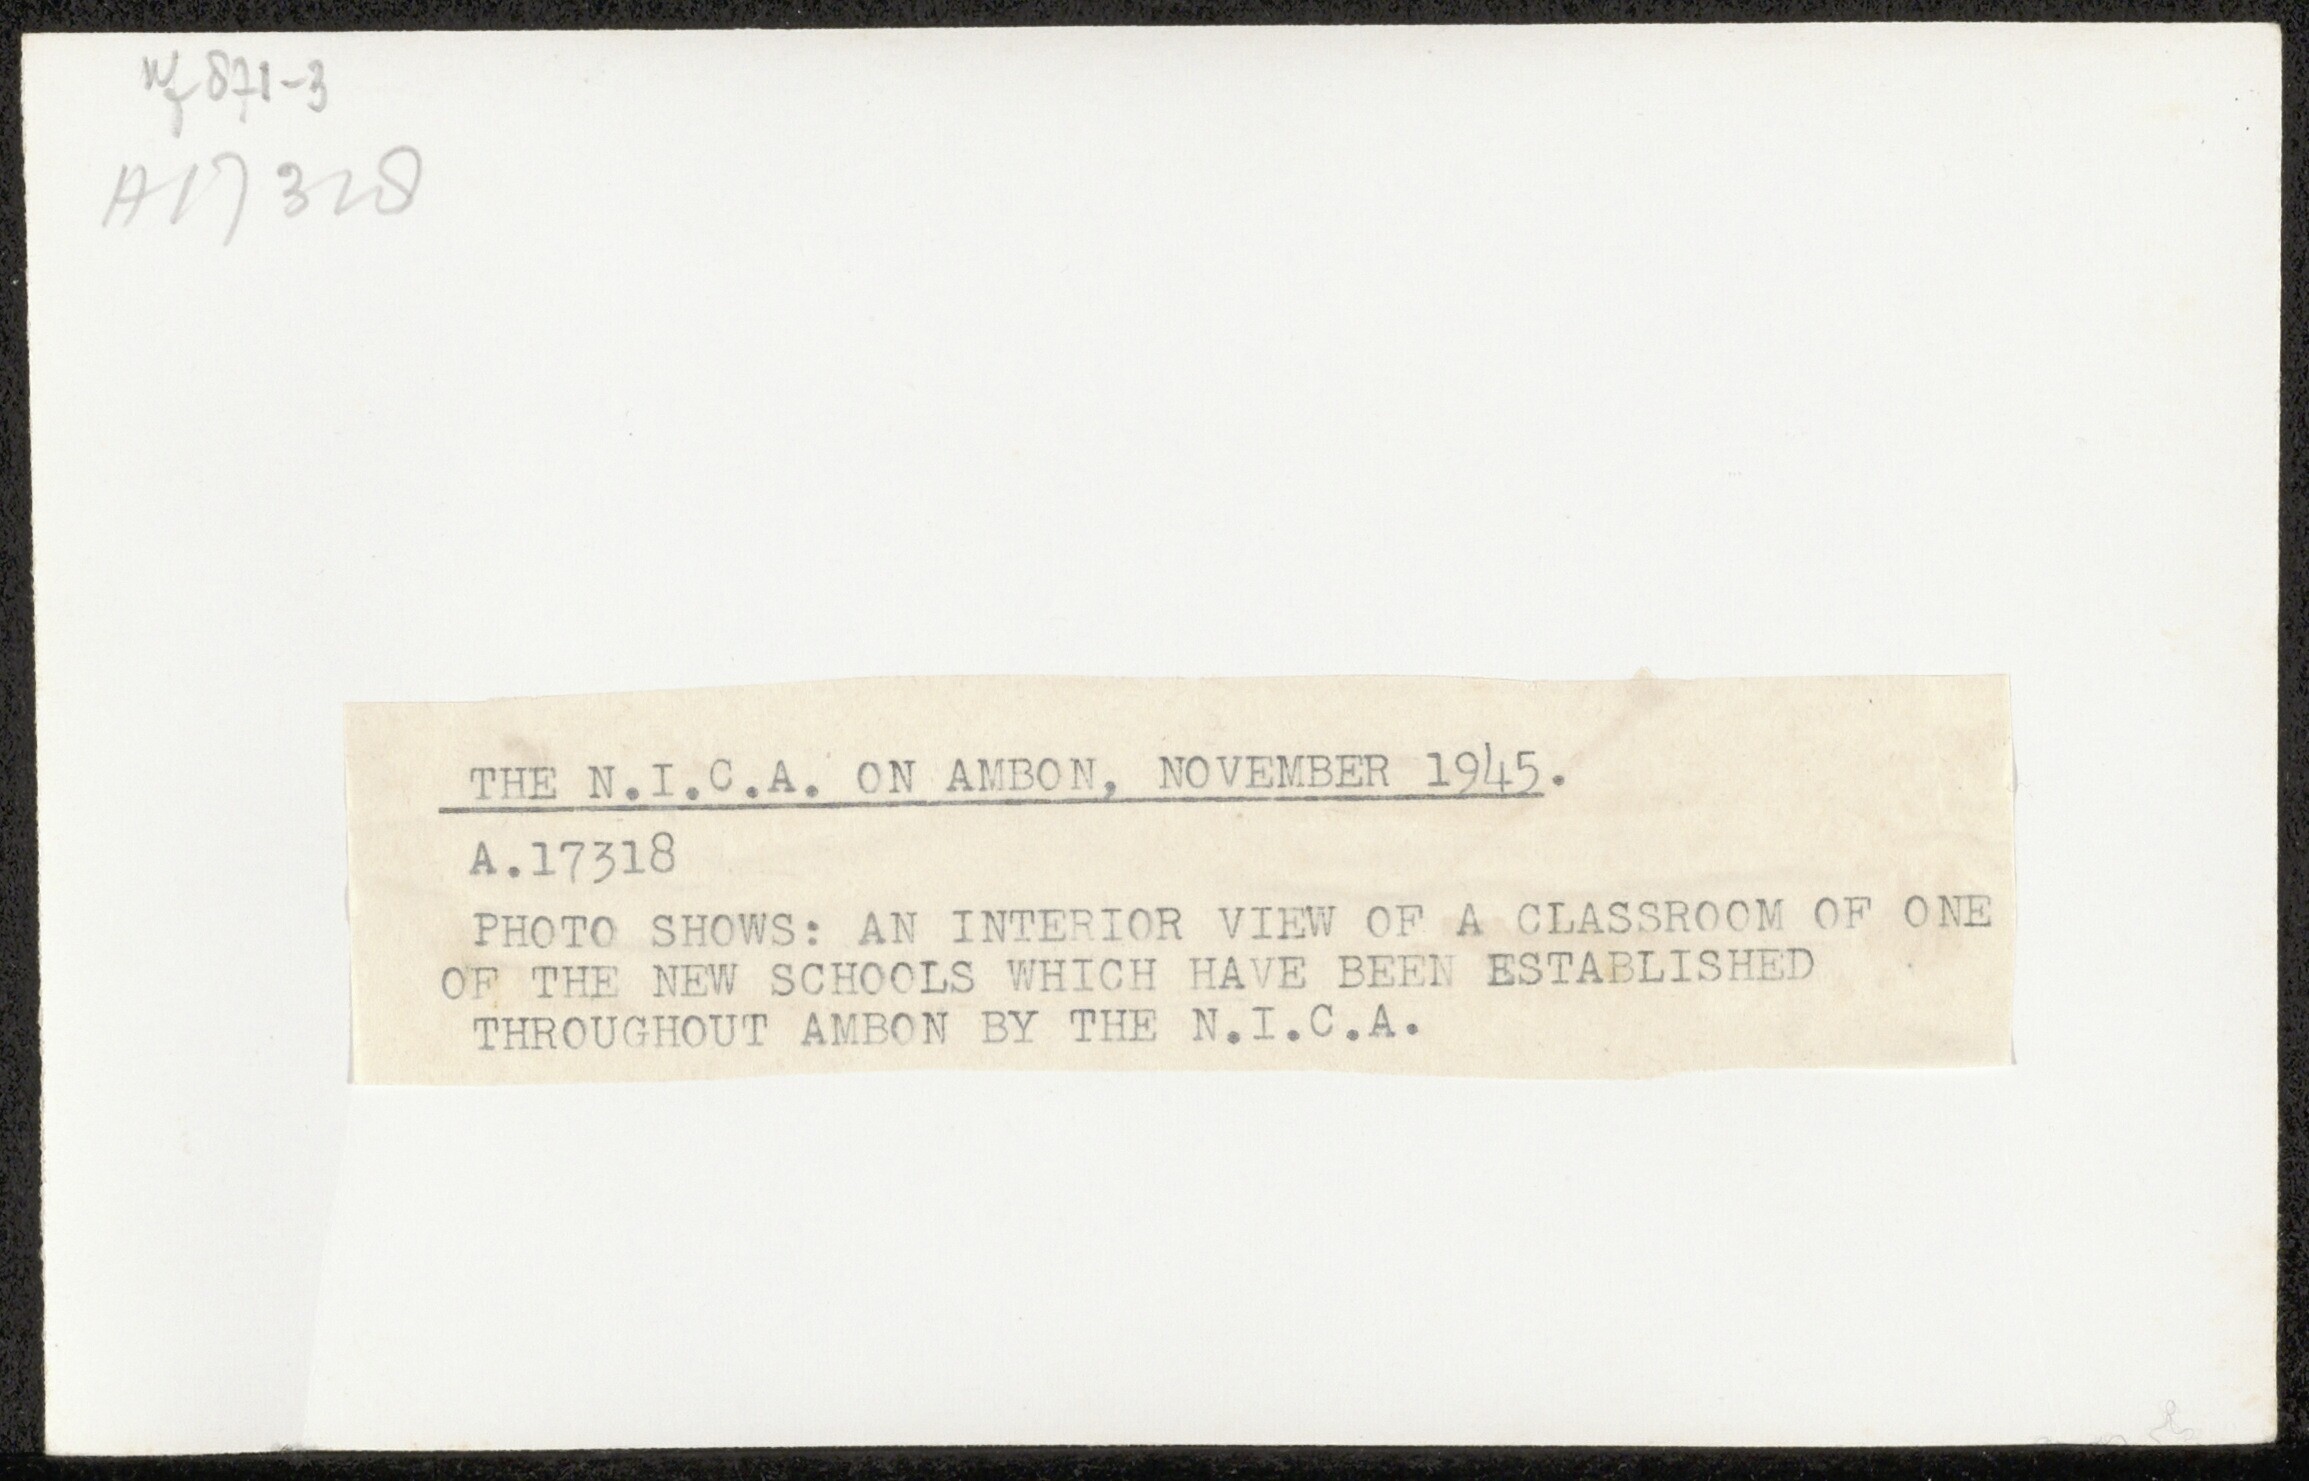 871-3
A17328
THE N.I.C.A. ON AMBON, NOVEMBER 1945.
A.17318
PHOTO SHOWS: AN INTERIOR VIEW OF A CLASSROOM OF ONE
OF THE NEW SCHOOLS WHICH HAVE BEEN ESTABLISHED
THROUGHOUT AMBON BY THE N.I.C.A.